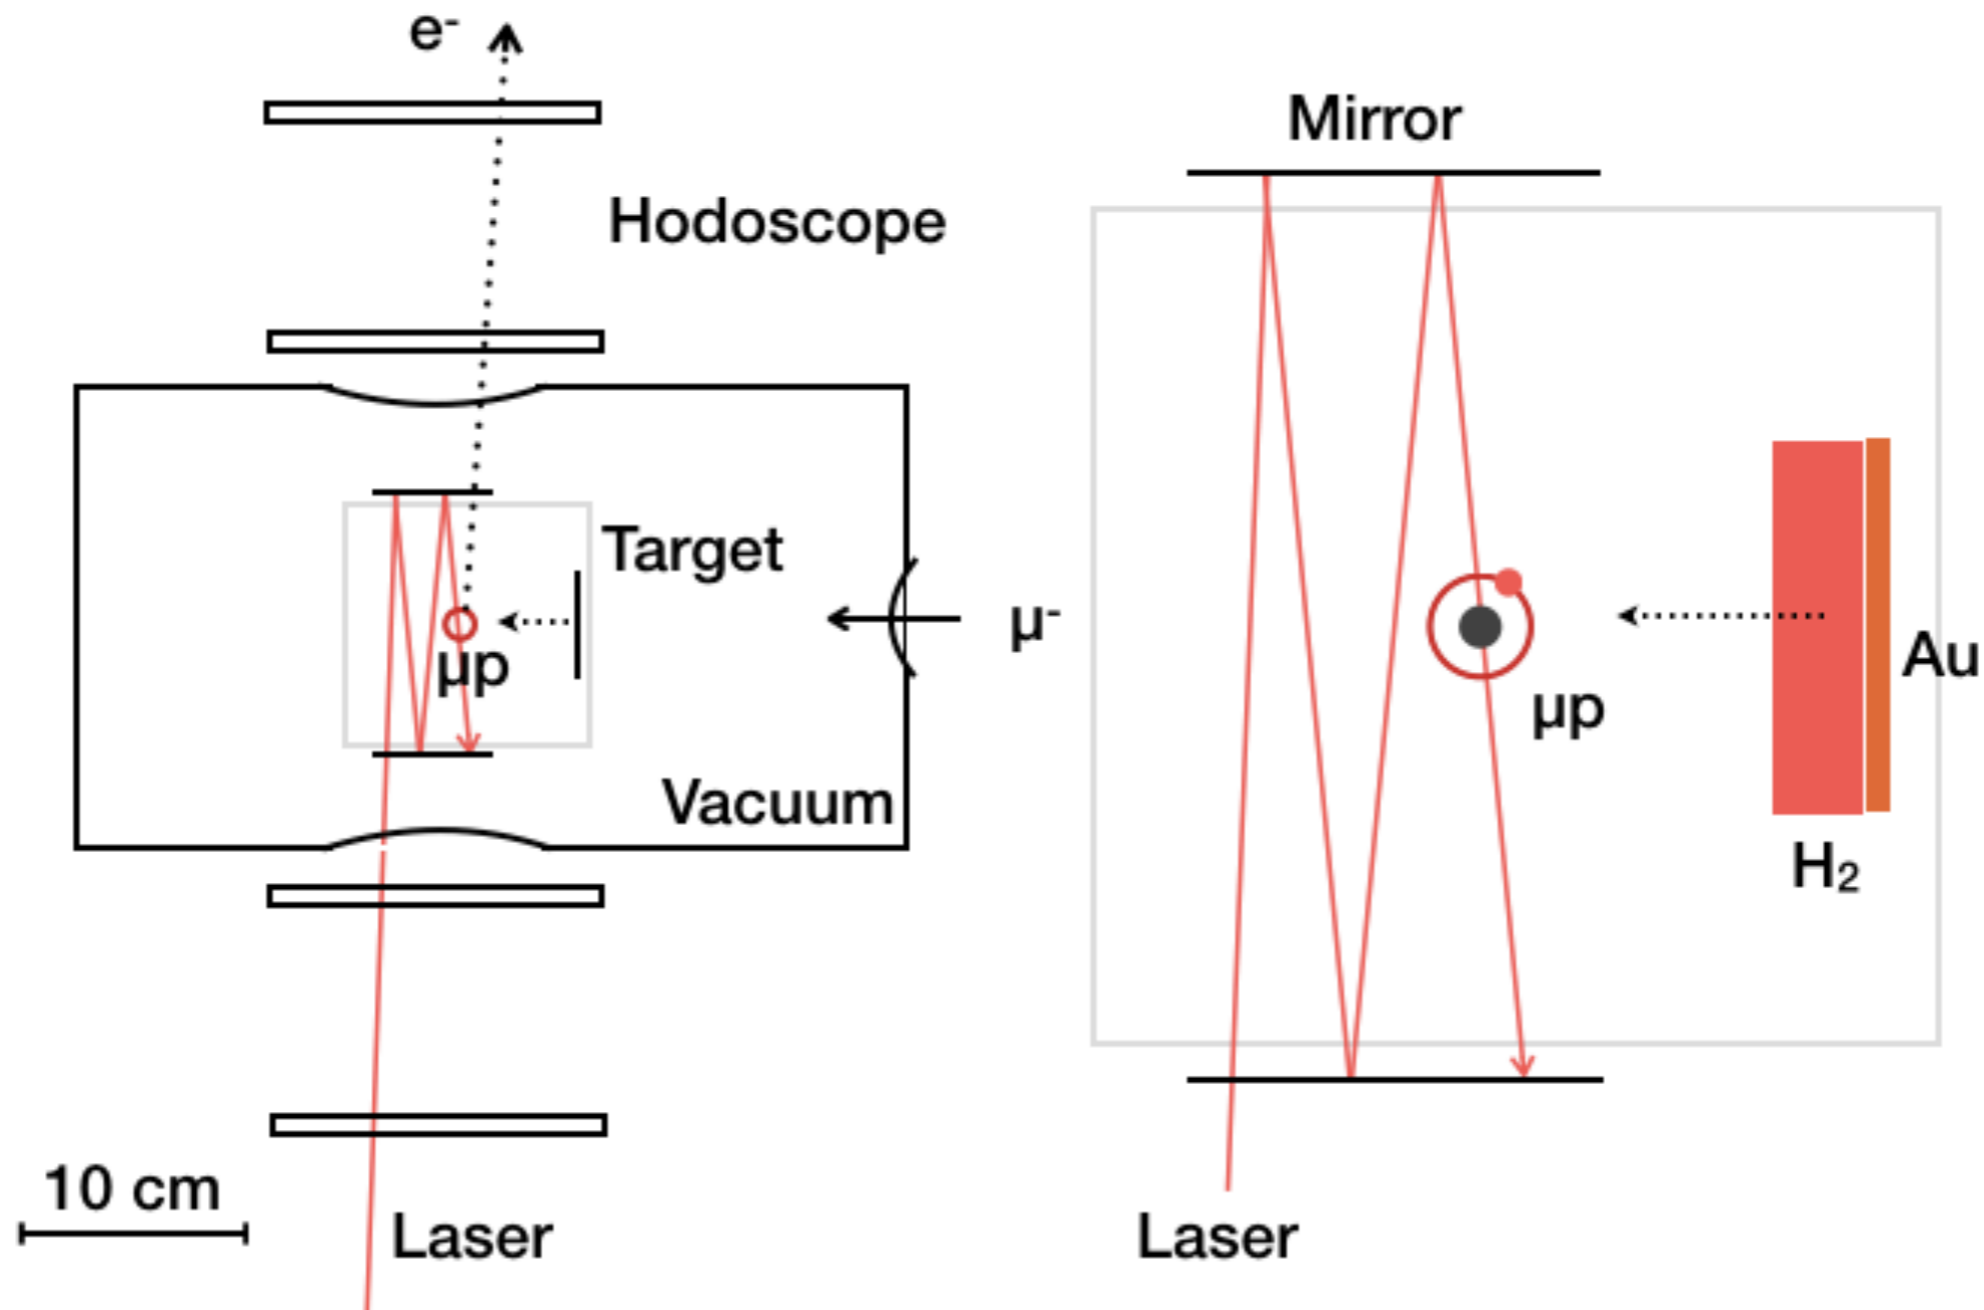 e-
Hodoscope
Target
μp
μ-
Vacuum
10 cm
Laser
Mirror
μp
Au
H2
Laser